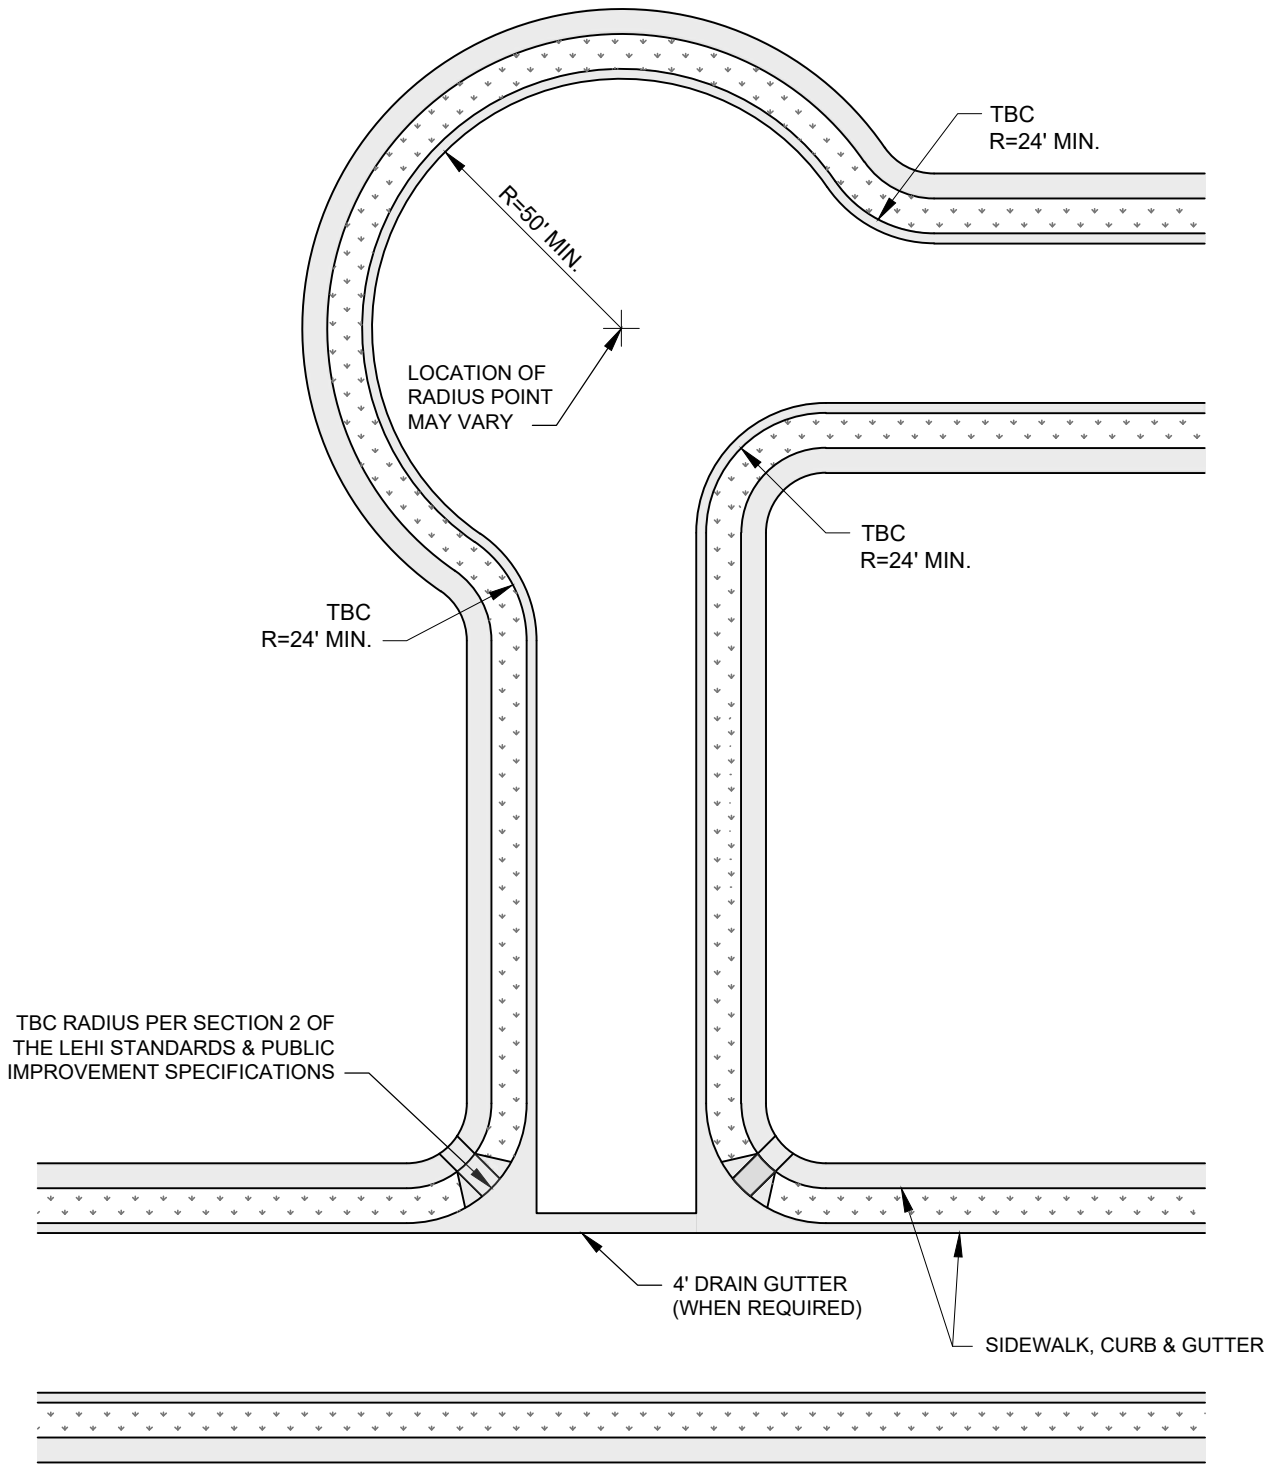 TBC
R=24' MIN.
R=50' MIN.
LOCATION OF
RADIUS POINT
MAY VARY
TBC
R=24' MIN.
TBC
R=24' MIN.
TBC RADIUS PER SECTION 2 OF
THE LEHI STANDARDS & PUBLIC
IMPROVEMENT SPECIFICATIONS
4' DRAIN GUTTER
(WHEN REQUIRED)
SIDEWALK, CURB & GUTTER